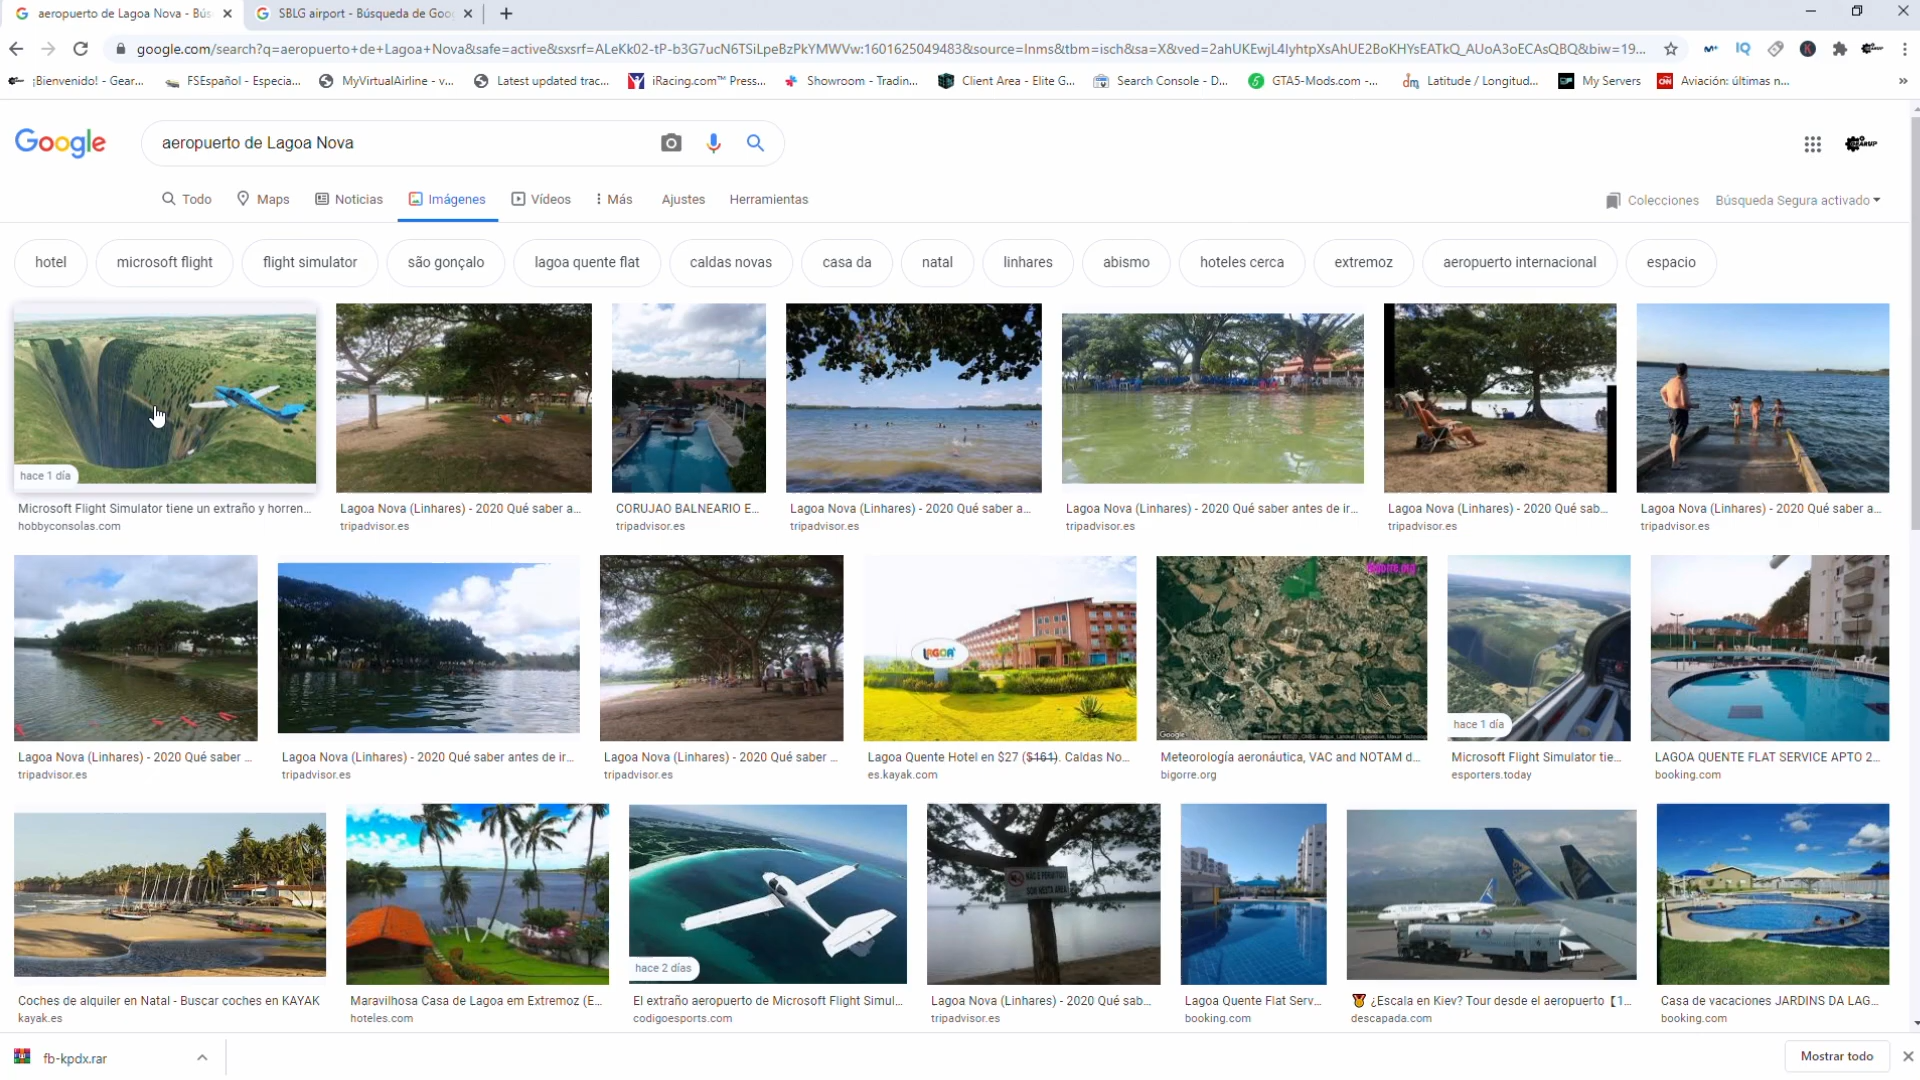 aeropuerto de Lagoa Nova - Bús
SBLG airport - Búsqueda de Goo
google.com/search?q=aeropuerto+de+Lagoa+Nova&safe=active&sxsrf=ALeKk02-tP-b3G7ucN6TSiLpeBzPkYMWVw:1601625049483&source=lnms&tbm=isch&sa=X&ved=2ahUKEwjL4IyhtpXsAhUE2BoKHYsEATkQ_AUoA3oECAsQBQ&biw=19...
¡Bienvenido! - Gear...
FSEspañol - Especia...
MyVirtualAirline - v...
Latest updated trac...
iRacing.com™ Press...
Showroom - Tradin...
Client Area - Elite G...
Search Console - D...
GTA5-Mods.com -...
Latitude / Longitud...
My Servers
Aviación: últimas n...
»
Google
aeropuerto de Lagoa Nova
Todo
Maps
Noticias
Imágenes
Vídeos
Más
Ajustes
Herramientas
Colecciones
Búsqueda Segura activado
hotel
microsoft flight
flight simulator
são gonçalo
lagoa quente flat
caldas novas
casa da
natal
linhares
abismo
hoteles cerca
extremoz
aeropuerto internacional
espacio
hace 1 día
Microsoft Flight Simulator tiene un extraño y horren...
hobbyconsolas.com
Lagoa Nova (Linhares) - 2020 Qué saber a...
tripadvisor.es
CORUJAO BALNEARIO E...
tripadvisor.es
Lagoa Nova (Linhares) - 2020 Qué saber a...
tripadvisor.es
Lagoa Nova (Linhares) - 2020 Qué saber antes de ir...
tripadvisor.es
Lagoa Nova (Linhares) - 2020 Qué sab...
tripadvisor.es
Lagoa Nova (Linhares) - 2020 Qué saber a...
tripadvisor.es
LAGOA
bigorre.org
Google
hace 1 día
Lagoa Nova (Linhares) - 2020 Qué saber ...
tripadvisor.es
Lagoa Nova (Linhares) - 2020 Qué saber antes de ir...
tripadvisor.es
Lagoa Nova (Linhares) - 2020 Qué saber ...
tripadvisor.es
Lagoa Quente Hotel en $27 ($161). Caldas No...
es.kayak.com
Meteorología aeronáutica, VAC and NOTAM d...
bigorre.org
Microsoft Flight Simulator tie...
esporters.today
LAGOA QUENTE FLAT SERVICE APTO 2...
booking.com
NÃO É PERMITIDO
SOM NESTA ÁREA
hace 2 días
Coches de alquiler en Natal - Buscar coches en KAYAK
kayak.es
Maravilhosa Casa de Lagoa em Extremoz (E...
hoteles.com
El extraño aeropuerto de Microsoft Flight Simul...
codigoesports.com
Lagoa Nova (Linhares) - 2020 Qué sab...
tripadvisor.es
Lagoa Quente Flat Serv...
booking.com
¿Escala en Kiev? Tour desde el aeropuerto 【1...
descapada.com
Casa de vacaciones JARDINS DA LAG...
booking.com
fb-kpdx.rar
Mostrar todo